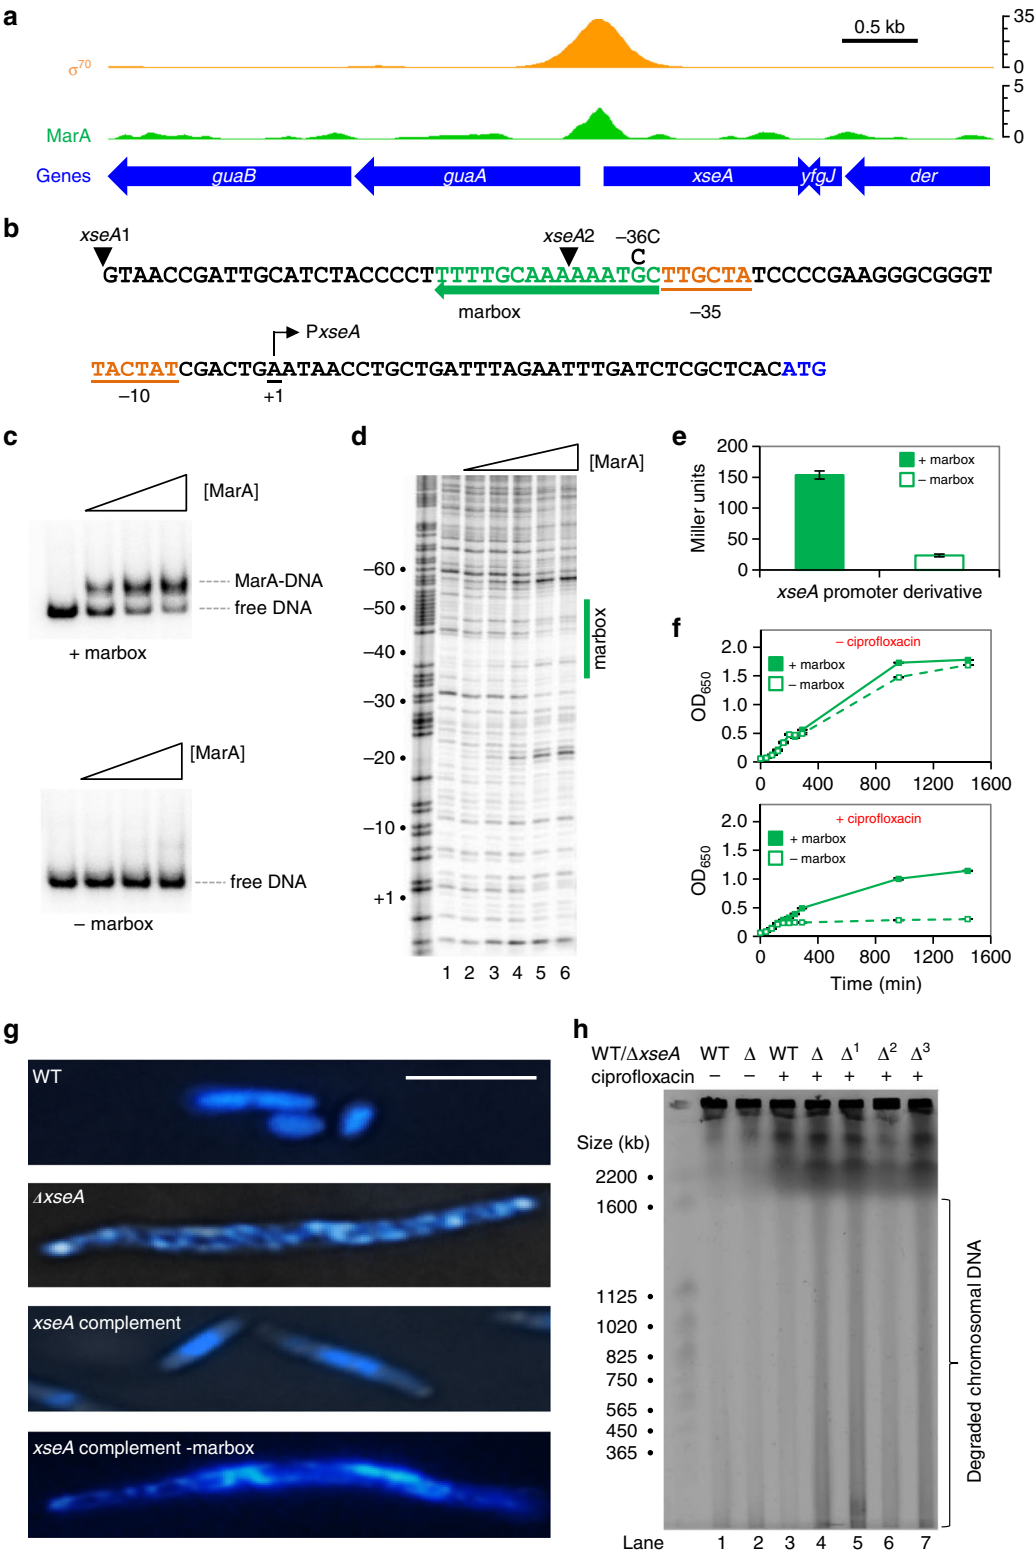 a
35
0.5 kb
σ70
0
5
MarA
0
Genes
guaB
guaA
xseA
yfgJ
der
b
xseA1
xseA2
–36C
C
GTAACCGATTGCATCTACCCCTTTTTGCAAAAAATGCTTGCTATCCCCGAAGGGCGGGT
marbox
–35
PxseA
TACTATCGACTGAATAACCTGCTGATTTAGAATTTGATCTCGCTCACATG
–10
+1
c
[MarA]
MarA-DNA
free DNA
+ marbox
[MarA]
free DNA
– marbox
d
[MarA]
–60
–50
–40
–30
–20
–10
+1
marbox
1 2 3 4 5 6
e
200
150
100
50
0
Miller units
+ marbox
– marbox
xseA promoter derivative
f
– ciprofloxacin
2.0
1.5
1.0
0.5
0
OD650
+ marbox
– marbox
0 400 800 1200 1600
+ ciprofloxacin
2.0
1.5
1.0
0.5
0
OD650
+ marbox
– marbox
0 400 800 1200 1600
Time (min)
g
WT
ΔxseA
xseA complement
xseA complement -marbox
h
WT/ΔxseA WT Δ WT Δ Δ1 Δ2 Δ3
ciprofloxacin – – + + + + +
Size (kb)
2200
1600
1125
1020
825
750
565
450
365
Degraded chromosomal DNA
Lane 1 2 3 4 5 6 7